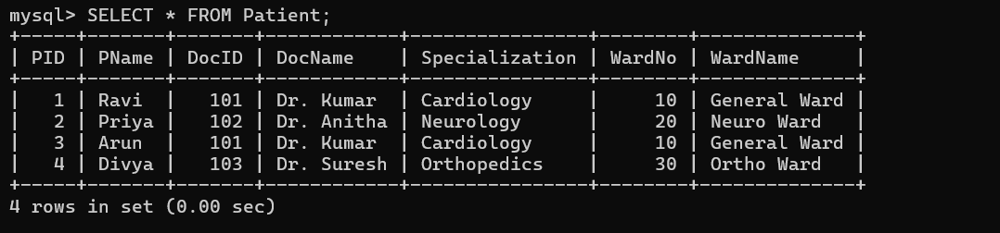 mysql> SELECT * FROM Patient;
+-----+-------+-------+------------+----------------+--------+--------------+
| PID | PName | DocID | DocName    | Specialization | WardNo | WardName     |
+-----+-------+-------+------------+----------------+--------+--------------+
|   1 | Ravi  |   101 | Dr. Kumar  | Cardiology     |     10 | General Ward |
|   2 | Priya |   102 | Dr. Anitha | Neurology      |     20 | Neuro Ward   |
|   3 | Arun  |   101 | Dr. Kumar  | Cardiology     |     10 | General Ward |
|   4 | Divya |   103 | Dr. Suresh | Orthopedics    |     30 | Ortho Ward   |
+-----+-------+-------+------------+----------------+--------+--------------+
4 rows in set (0.00 sec)